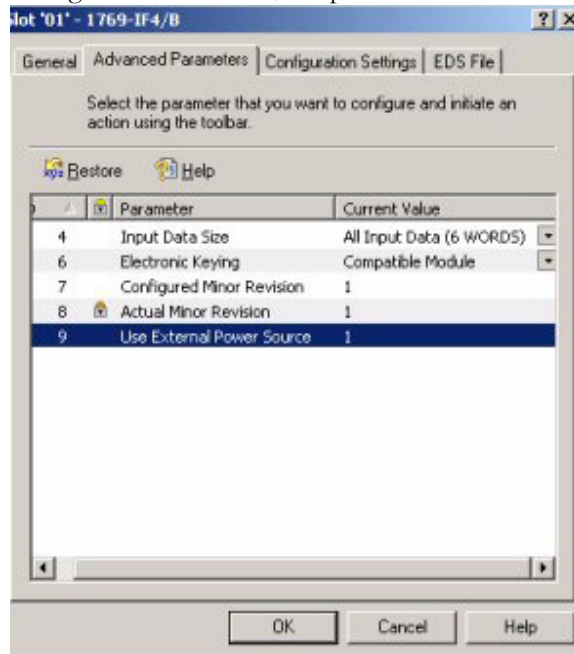 lot '01' - 1769-IF4/B
General Advanced Parameters Configuration Settings EDS File
Select the parameter that you want to configure and initiate an
action using the toolbar.
Restore Help
Parameter Current Value
4 Input Data Size All Input Data (6 WORDS)
6 Electronic Keying Compatible Module
7 Configured Minor Revision 1
8 Actual Minor Revision 1
9 Use External Power Source 1
OK Cancel Help